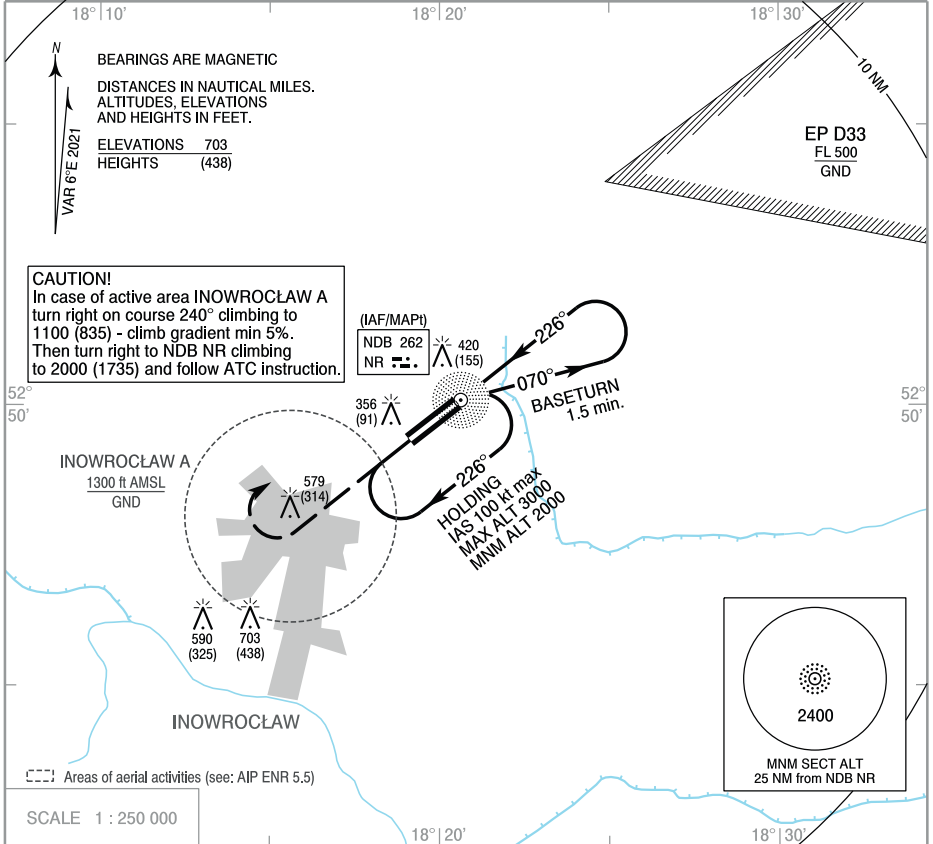 18° 10'
18° 20'
18° 30'
N
VAR 6°E 2021
BEARINGS ARE MAGNETIC
DISTANCES IN NAUTICAL MILES.
ALTITUDES, ELEVATIONS
AND HEIGHTS IN FEET.
ELEVATIONS 703
HEIGHTS (438)
10 NM
EP D33
FL 500
GND
CAUTION!
In case of active area INOWROCŁAW A
turn right on course 240° climbing to
1100 (835) - climb gradient min 5%.
Then turn right to NDB NR climbing
to 2000 (1735) and follow ATC instruction.
(IAF/MAPt)
NDB 262
NR
420
(155)
226°
070°
BASETURN
1.5 min.
52°
50'
52°
50'
356
(91)
INOWROCŁAW A
1300 ft AMSL
GND
579
(314)
226°
HOLDING
IAS 100 kt max
MAX ALT 3000
MNM ALT 2000
590
(325)
703
(438)
INOWROCŁAW
2400
MNM SECT ALT
25 NM from NDB NR
Areas of aerial activities (see: AIP ENR 5.5)
SCALE 1 : 250 000
18° 20'
18° 30'